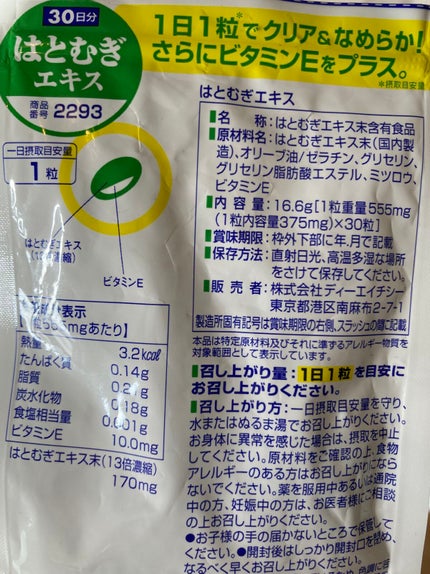 30日分
はとむぎ
エキス
商品
番号 2293
1日1粒*でクリア&なめらか!
さらにビタミンEをプラス。
*摂取目安量
一日摂取目安量
1粒
はとむぎエキス
ビタミンE
はとむぎエキス
■名 称:はとむぎエキス末含有食品
■原材料名:はとむぎエキス末(国内製
造)、オリーブ油/ゼラチン、グリセリン、
グリセリン脂肪酸エステル、ミツロウ、
ビタミンE
■内 容 量:16.6g[1粒重量555mg
(1粒内容量375mg)×30粒]
■賞味期限:枠外下部に年.月で記載
■保存方法:直射日光、高温多湿な場所
をさけて保存してください。
■販 売 者:株式会社ディーエイチシー
東京都港区南麻布2-7-1
製造所固有記号は賞味期限の右側、スラッシュの隣に記載
本品は特定原材料及びそれに準ずるアレルギー物質を
対象範囲として表示しています。
表示
mgあたり]
熱量 3.2kcal
たんぱく質 0.14g
脂質
炭水化物
食塩相当量 0.001g
ビタミンE 10.0mg
はとむぎエキス末(13倍濃縮)
170mg
■召し上がり量:1日1粒を目安に
お召し上がりください。
■召し上がり方:一日摂取目安量を守り、
水またはぬるま湯でお召し上がりください。
お身体に異常を感じた場合は、摂取を中止
してください。原材料をご確認の上、食物
アレルギーのある方はお召し上がりになら
ないでください。薬を服用中あるいは通院
中の方、妊娠中の方は、お医者様にご相談
の上お召し上がりください。
●お子様の手の届かないところで保管して
ください。●開封後はしっかり開封口を閉め、
なるべく早くお召し上がりください。